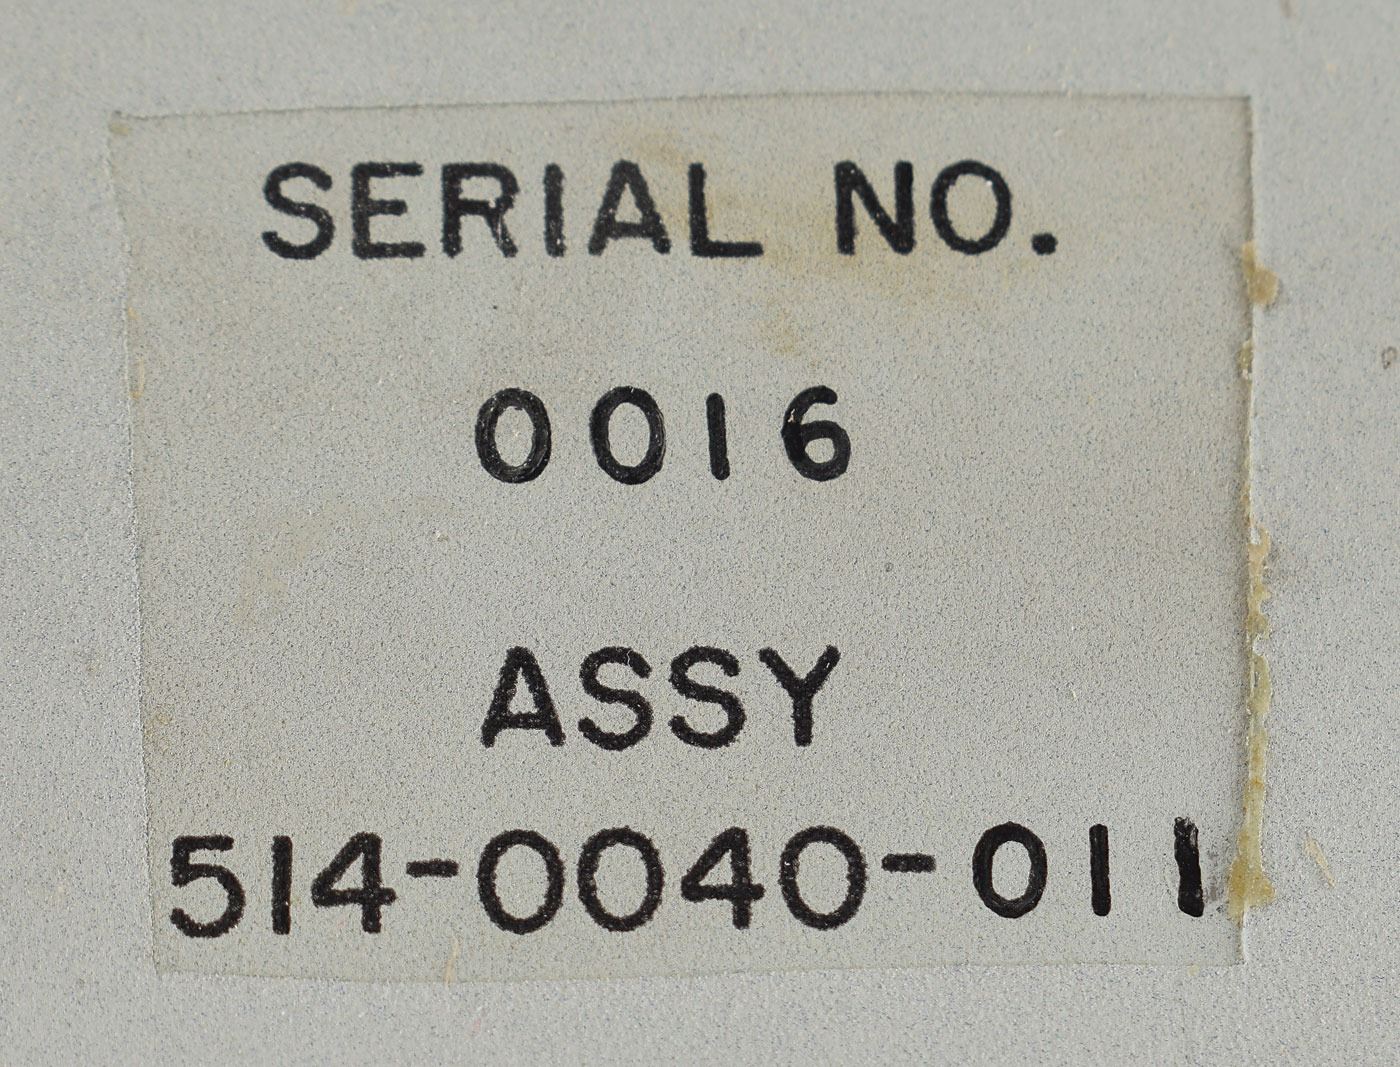 SERIAL NO.
0016
ASSY
514-0040-011